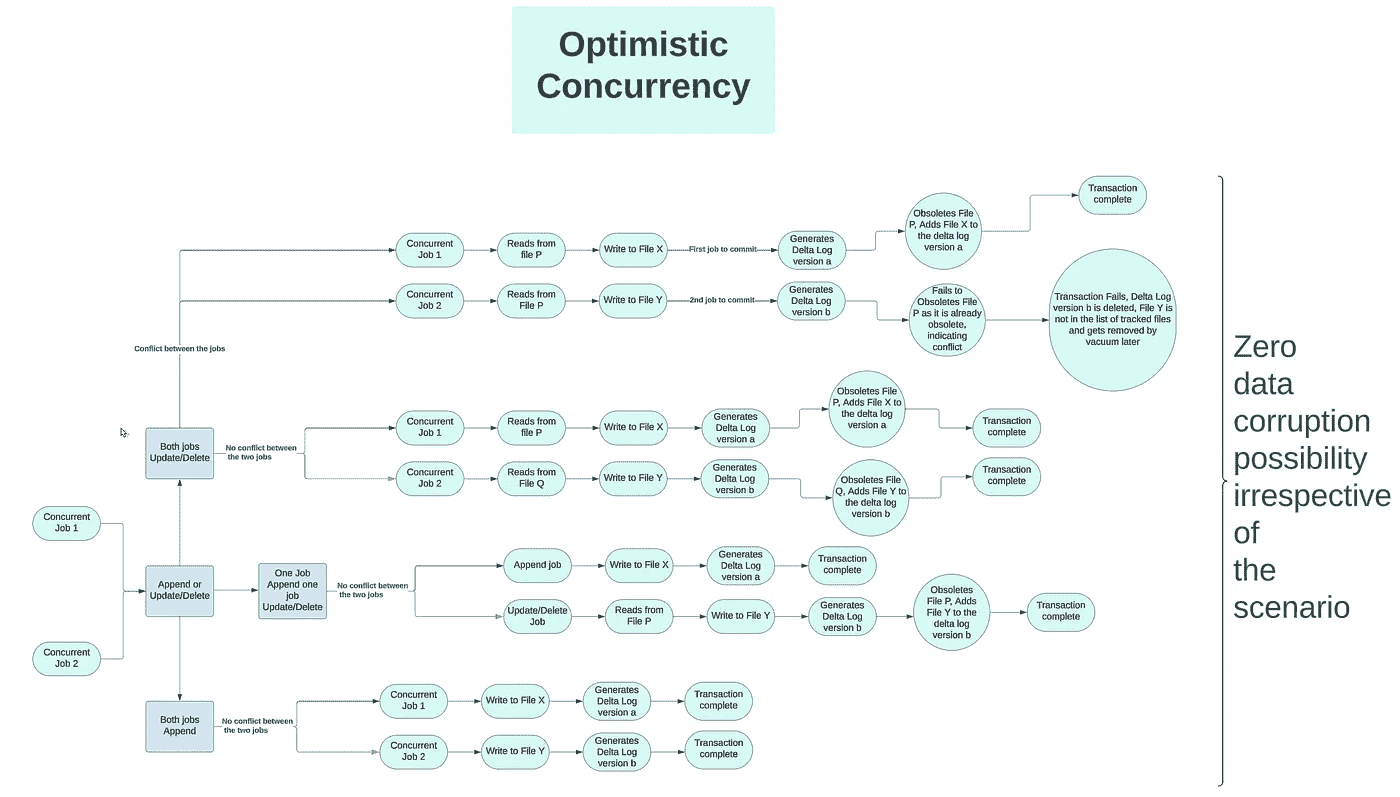 Optimistic
Concurrency
Transaction
complete
Obsoletes File
P, Adds File X to
the delta log
version a
Concurrent
Job 1
Reads from
file P
Write to File X
First job to commit
Generates
Delta Log
version a
Concurrent
Job 2
Reads from
File P
Write to File Y
2nd job to commit
Generates
Delta Log
version b
Fails to
Obsoletes File
P as it is already
obsolete,
indicating
conflict
Transaction Fails, Delta Log
version b is deleted, File Y is
not in the list of tracked files
and gets removed by
vacuum later
Conflict between the jobs
Both jobs
Update/Delete
No conflict between
the two jobs
Concurrent
Job 1
Reads from
file P
Write to File X
Generates
Delta Log
version a
Obsoletes File
P, Adds File X to
the delta log
version a
Transaction
complete
Concurrent
Job 2
Reads from
File Q
Write to File Y
Generates
Delta Log
version b
Obsoletes File
Q, Adds File Y to
the delta log
version b
Transaction
complete
Concurrent
Job 1
Concurrent
Job 2
Append or
Update/Delete
One Job
Append one
job
Update/Delete
No conflict between
the two jobs
Append job
Write to File X
Generates
Delta Log
version a
Transaction
complete
Update/Delete
Job
Reads from
File P
Write to File Y
Generates
Delta Log
version b
Obsoletes
File P, Adds
File Y to the
delta log
version b
Transaction
complete
Both jobs
Append
No conflict between
the two jobs
Concurrent
Job 1
Write to File X
Generates
Delta Log
version a
Transaction
complete
Concurrent
Job 2
Write to File Y
Generates
Delta Log
version b
Transaction
complete
Zero
data
corruption
possibility
irrespective
of
the
scenario